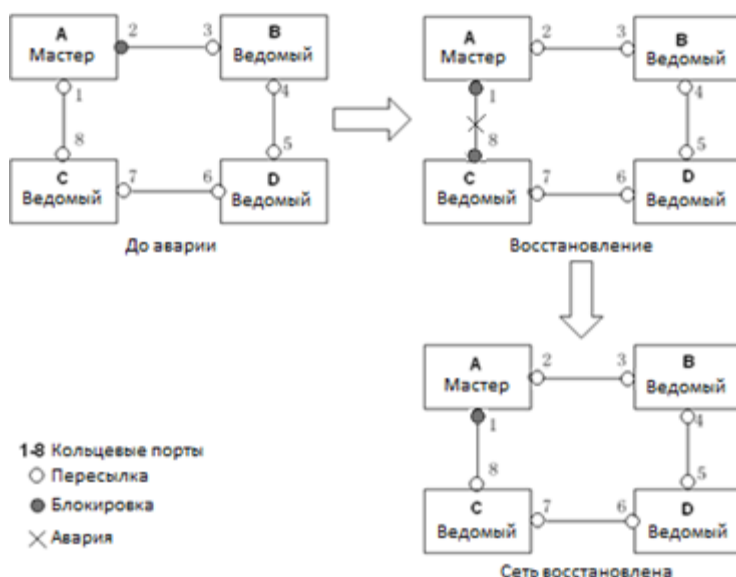 A
Мастер
2
3
B
Ведомый
1
4
8
5
C
Ведомый
7
6
D
Ведомый
До аварии
A
Мастер
2
3
B
Ведомый
1
4
8
5
C
Ведомый
7
6
D
Ведомый
Восстановление
A
Мастер
2
3
B
Ведомый
1
4
8
5
C
Ведомый
7
6
D
Ведомый
Сеть восстановлена
1-8 Кольцевые порты
Пересылка
Блокировка
Авария